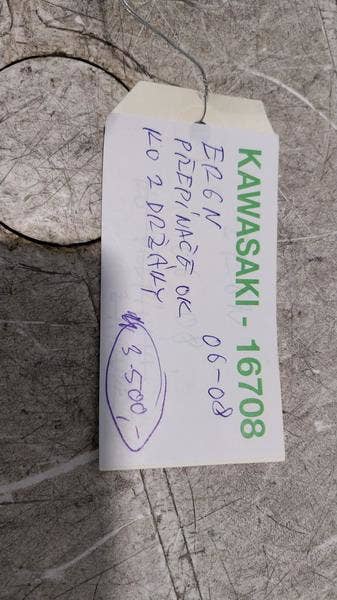 KAWASAKI - 16708
ER6N 06-08
PŘEPÍNAČE OK
KO 2 DRŽÁKY
3.500,-